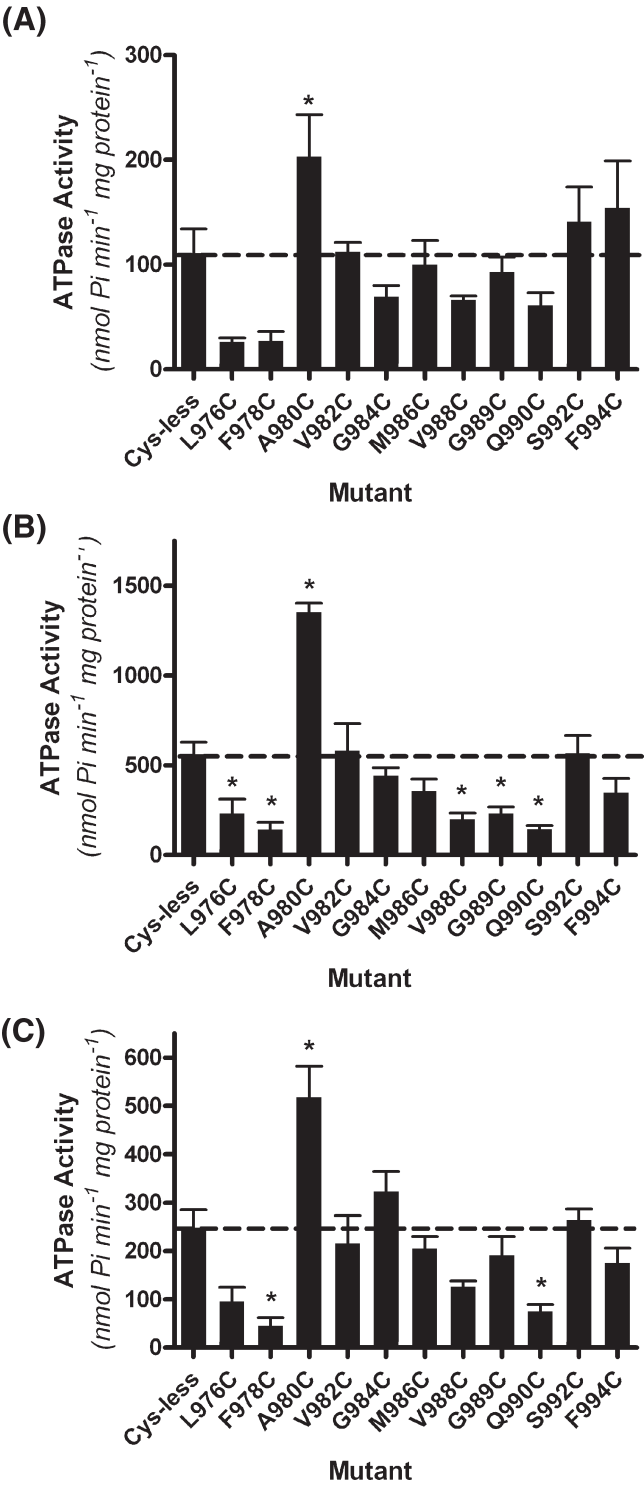 (A)
ATPase Activity
(nmol Pi min-1 mg protein-1)
300
200
100
0
*
Cys-less
L976C
F978C
A980C
V982C
G984C
M986C
V988C
G989C
Q990C
S992C
F994C
Mutant
(B)
ATPase Activity
(nmol Pi min-1 mg protein-1)
1500
1000
500
0
* * * * * *
Cys-less
L976C
F978C
A980C
V982C
G984C
M986C
V988C
G989C
Q990C
S992C
F994C
Mutant
(C)
ATPase Activity
(nmol Pi min-1 mg protein-1)
600
500
400
300
200
100
0
* * *
Cys-less
L976C
F978C
A980C
V982C
G984C
M986C
V988C
G989C
Q990C
S992C
F994C
Mutant